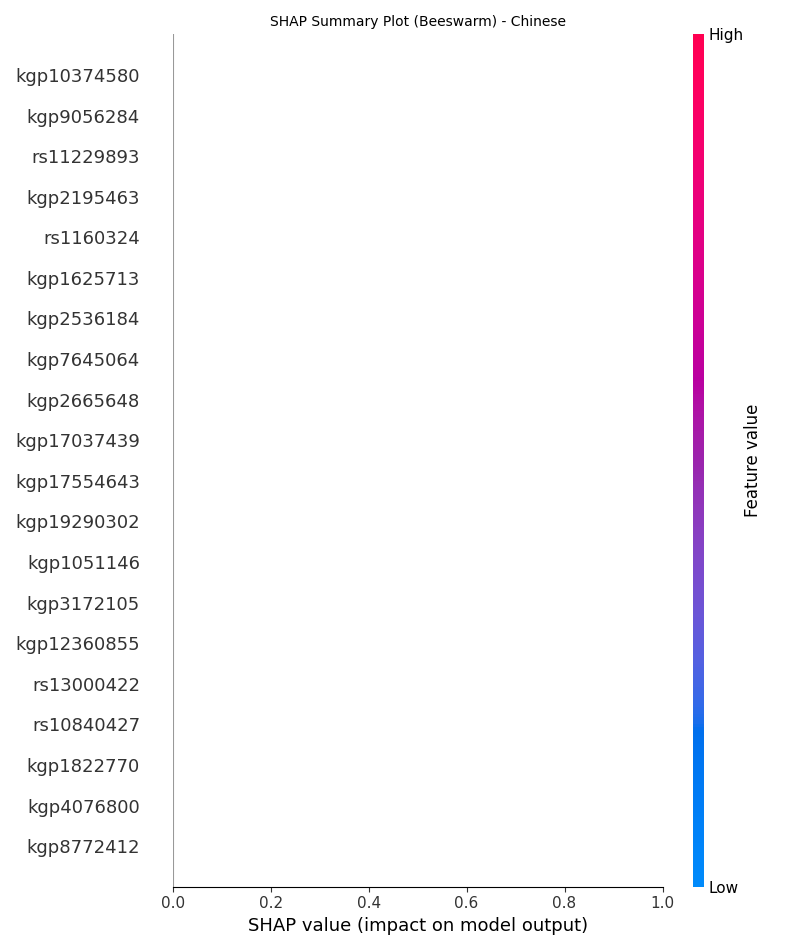 SHAP Summary Plot (Beeswarm) - Chinese
High
kgp10374580
kgp9056284
rs11229893
kgp2195463
rs1160324
kgp1625713
kgp2536184
kgp7645064
kgp2665648
kgp17037439
kgp17554643
kgp19290302
kgp1051146
kgp3172105
kgp12360855
rs13000422
rs10840427
kgp1822770
kgp4076800
kgp8772412
Feature value
Low
0.0 0.2 0.4 0.6 0.8 1.0
SHAP value (impact on model output)